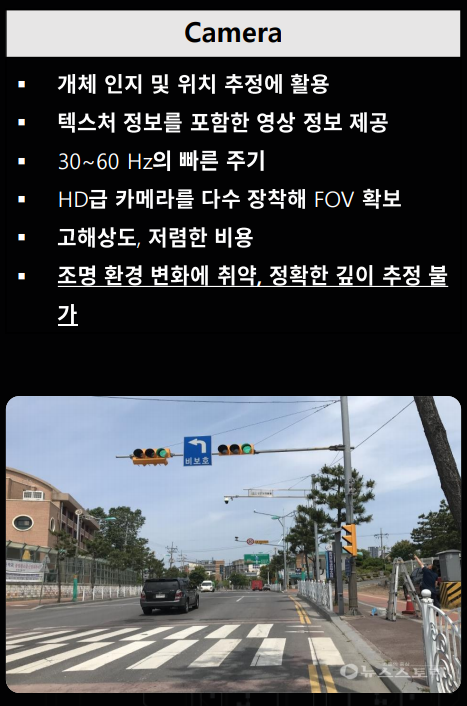 Camera
▪ 개체 인지 및 위치 추정에 활용
▪ 텍스처 정보를 포함한 영상 정보 제공
▪ 30~60 Hz의 빠른 주기
▪ HD급 카메라를 다수 장착해 FOV 확보
▪ 고해상도, 저렴한 비용
▪ 조명 환경 변화에 취약, 정확한 깊이 추정 불
가
비보호
뉴스스토